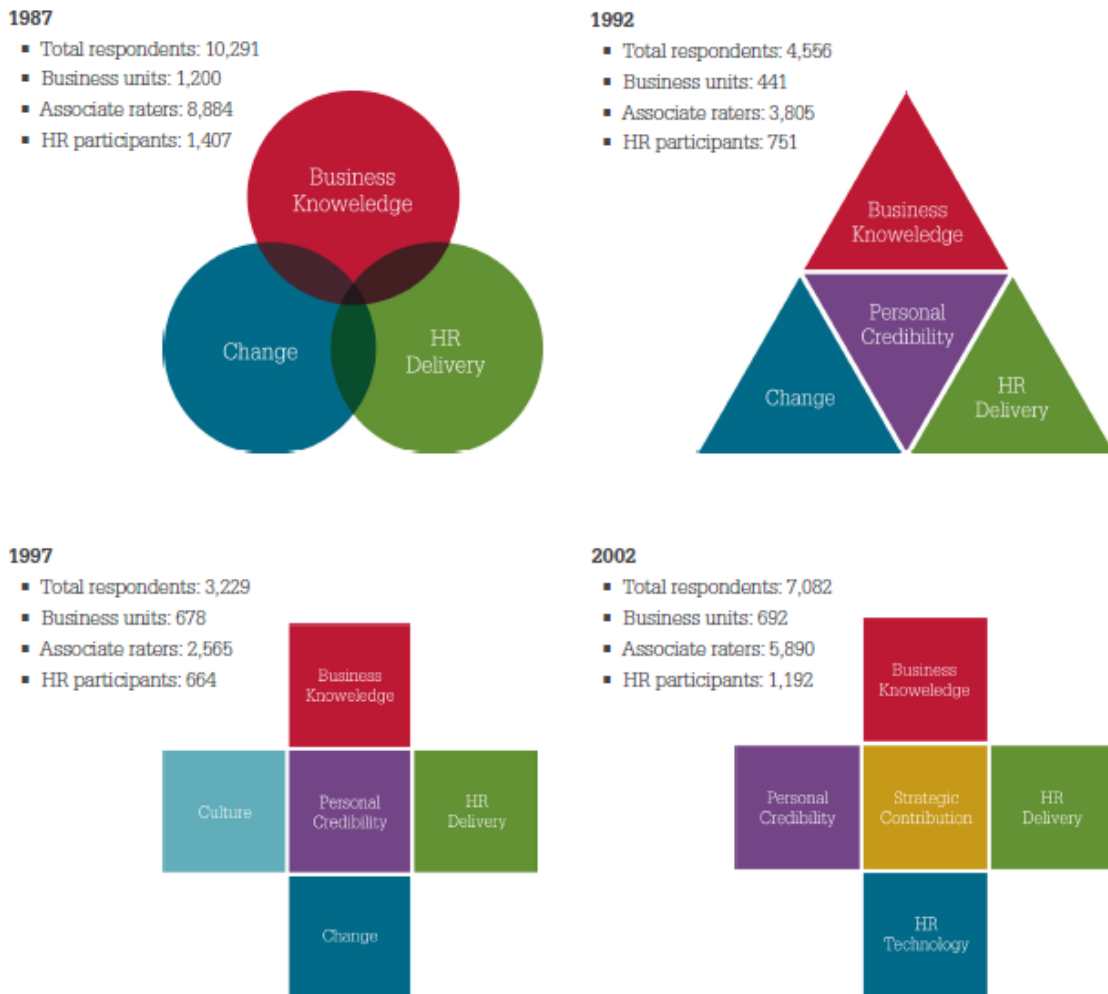 1987
▪ Total respondents: 10,291
▪ Business units: 1,200
▪ Associate raters: 8,884
▪ HR participants: 1,407
Business
Knoweledge
Change
HR
Delivery
1992
▪ Total respondents: 4,556
▪ Business units: 441
▪ Associate raters: 3,805
▪ HR participants: 751
Business
Knoweledge
Personal
Credibility
Change
HR
Delivery
1997
▪ Total respondents: 3,229
▪ Business units: 678
▪ Associate raters: 2,565
▪ HR participants: 664
Business
Knoweledge
Culture
Personal
Credibility
HR
Delivery
Change
2002
▪ Total respondents: 7,082
▪ Business units: 692
▪ Associate raters: 5,890
▪ HR participants: 1,192
Business
Knoweledge
Personal
Credibility
Strategic
Contribution
HR
Delivery
HR
Technology